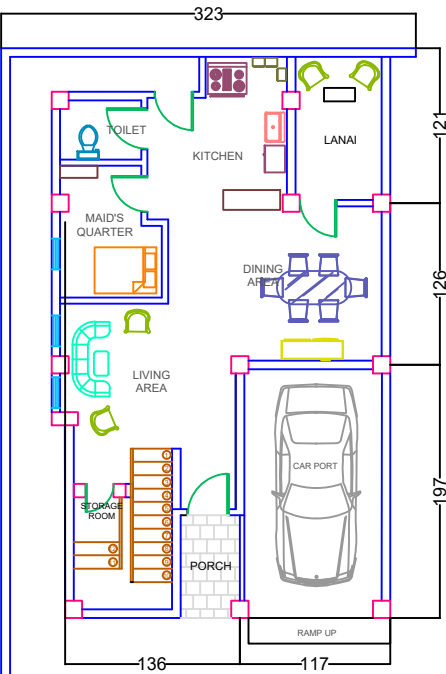 323
121
TOILET
LANAI
KITCHEN
MAID'S
QUARTER
DINING
AREA
126
LIVING
AREA
CAR PORT
197
STORAGE
ROOM
PORCH
RAMP UP
136
117